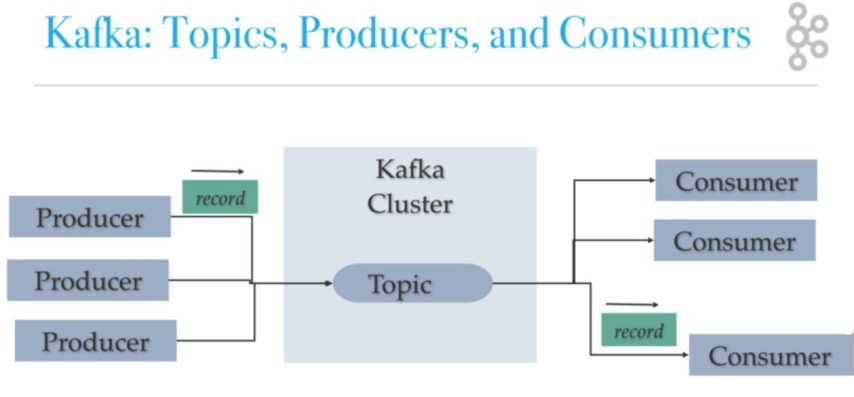 Kafka: Topics, Producers, and Consumers
record
Producer
Producer
Producer
Kafka
Cluster
Topic
Consumer
Consumer
record
Consumer